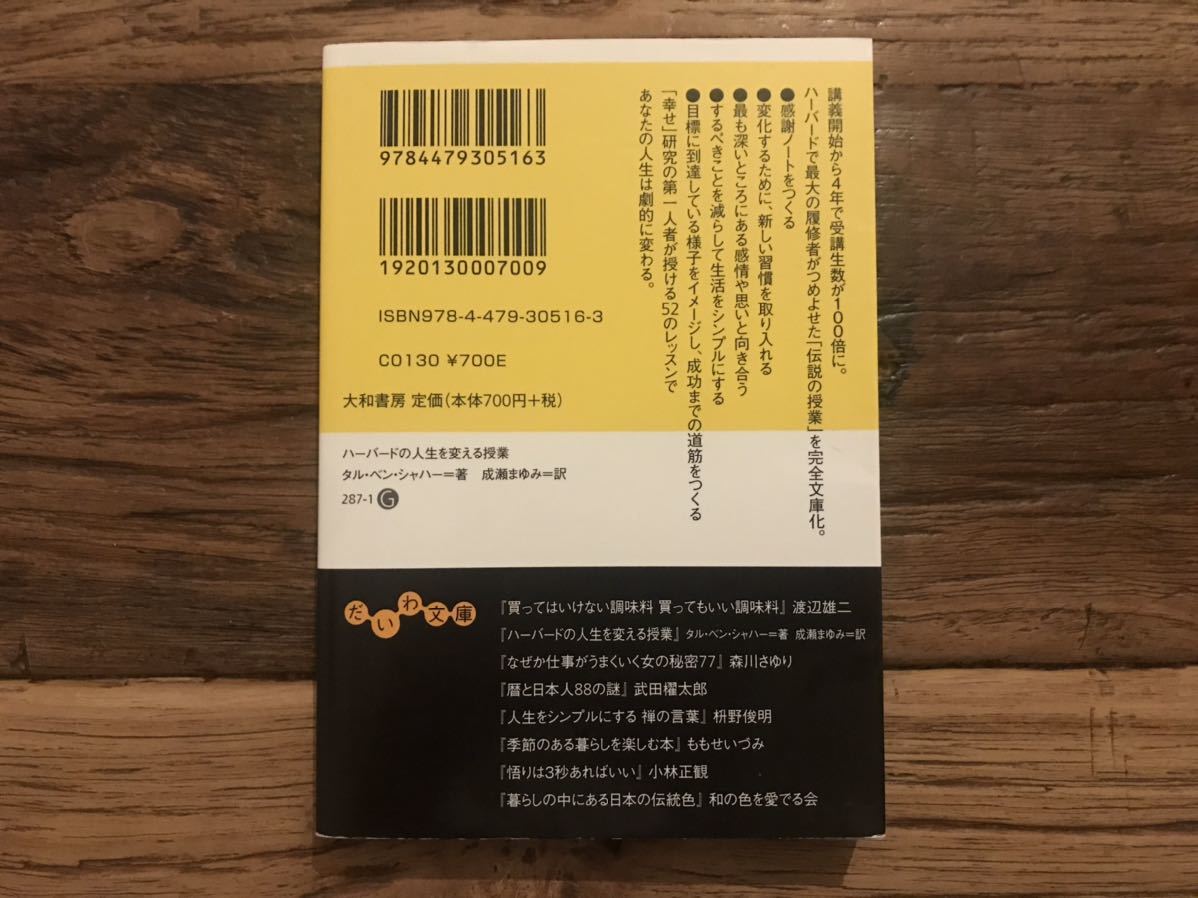 講義開始から4年で受講生数が100倍に。
ハーバードで最大の履修者がつめよせた「伝説の授業」を完全文庫化。
●感謝ノートをつくる
●変化するために、新しい習慣を取り入れる
●最も深いところにある感情や思いと向き合う
●するべきことを減らして生活をシンプルにする
●目標に到達している様子をイメージし、成功までの道筋をつくる
「幸せ」研究の第一人者が授ける52のレッスンで
あなたの人生は劇的に変わる。
9784479305163
1920130007009
ISBN978-4-479-30516-3
C0130 ¥700E
大和書房 定価(本体700円+税)
ハーバードの人生を変える授業
タル・ベン・シャハー=著 成瀬まゆみ=訳
287-1 G
だいわ文庫
『買ってはいけない調味料 買ってもいい調味料』 渡辺雄二
『ハーバードの人生を変える授業』 タル・ベン・シャハー=著 成瀬まゆみ=訳
『なぜか仕事がうまくいく女の秘密77』 森川さゆり
『暦と日本人88の謎』 武田櫂太郎
『人生をシンプルにする 禅の言葉』 枡野俊明
『季節のある暮らしを楽しむ本』 ももせいづみ
『悟りは3秒あればいい』 小林正観
『暮らしの中にある日本の伝統色』 和の色を愛でる会